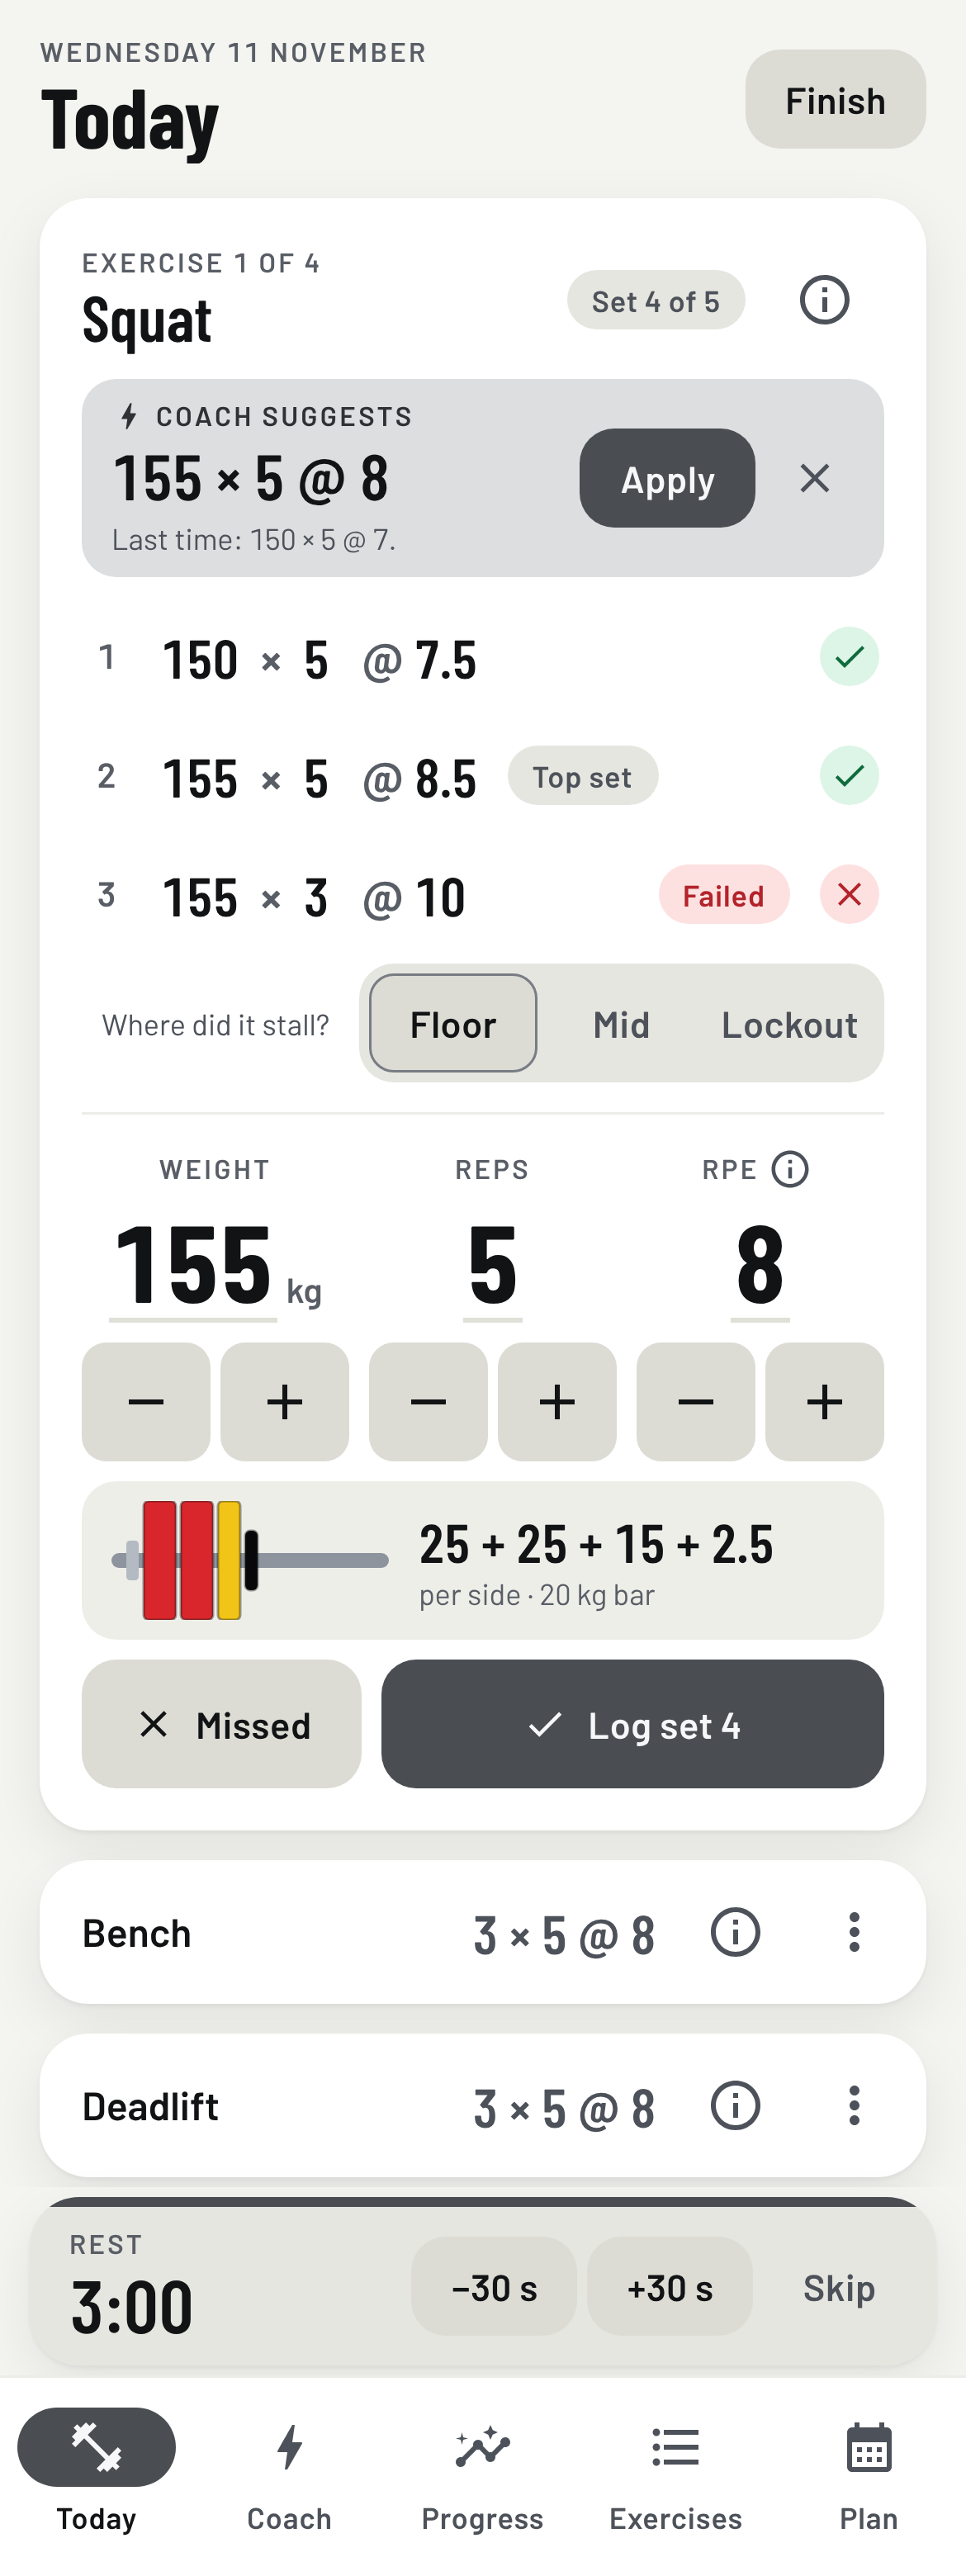 WEDNESDAY 11 NOVEMBER
Today
Finish
EXERCISE 1 OF 4
Squat
Set 4 of 5
COACH SUGGESTS
155 × 5 @ 8
Last time: 150 × 5 @ 7.
Apply
1 150 × 5 @ 7.5
2 155 × 5 @ 8.5 Top set
3 155 × 3 @ 10 Failed
Where did it stall? Floor Mid Lockout
WEIGHT REPS RPE
155 kg 5 8
25 + 25 + 15 + 2.5
per side · 20 kg bar
Missed
Log set 4
Bench 3 × 5 @ 8
Deadlift 3 × 5 @ 8
REST
3:00
−30 s +30 s Skip
Today Coach Progress Exercises Plan